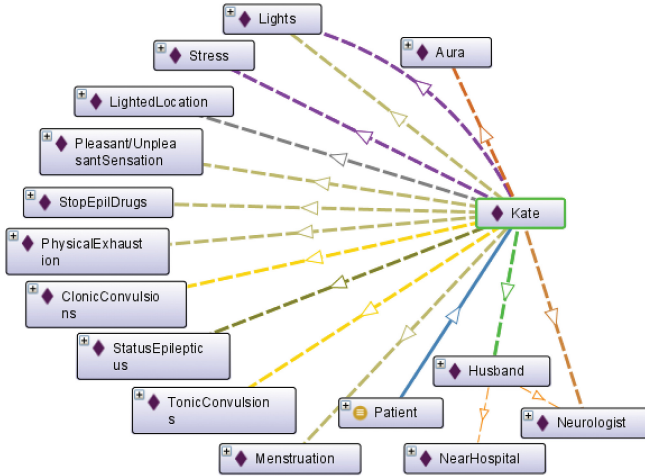 Lights
Aura
Stress
LightedLocation
Pleasant/Unplea
santSensation
StopEpilDrugs
Kate
PhysicalExhaust
ion
ClonicConvulsio
ns
StatusEpileptic
us
Husband
TonicConvulsion
s
Patient
Neurologist
Menstruation
NearHospital